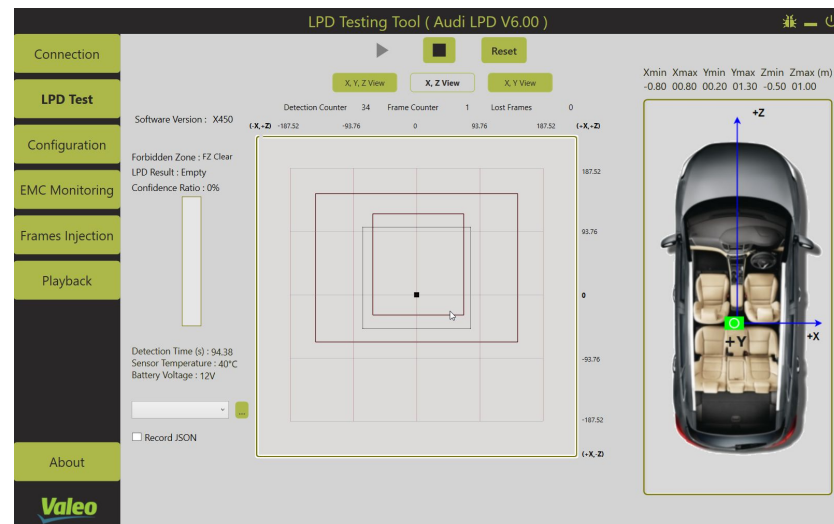 LPD Testing Tool ( Audi LPD V6.00 )
Connection
LPD Test
Configuration
EMC Monitoring
Frames Injection
Playback
About
Valeo
Reset
X, Y, Z View
X, Z View
X, Y View
Detection Counter 34 Frame Counter 1 Lost Frames 0
Software Version : X450
(-X,+Z) -187.52 -93.76 0 93.76 187.52 (+X,+Z)
Forbidden Zone : FZ Clear
LPD Result : Empty
Confidence Ratio : 0%
187.52
93.76
0
-93.76
-187.52
(+X,-Z)
Detection Time (s) : 94.38
Sensor Temperature : 40°C
Battery Voltage : 12V
...
Record JSON
Xmin Xmax Ymin Ymax Zmin Zmax (m)
-0.80 00.80 00.20 01.30 -0.50 01.00
+Z
+Y
+X